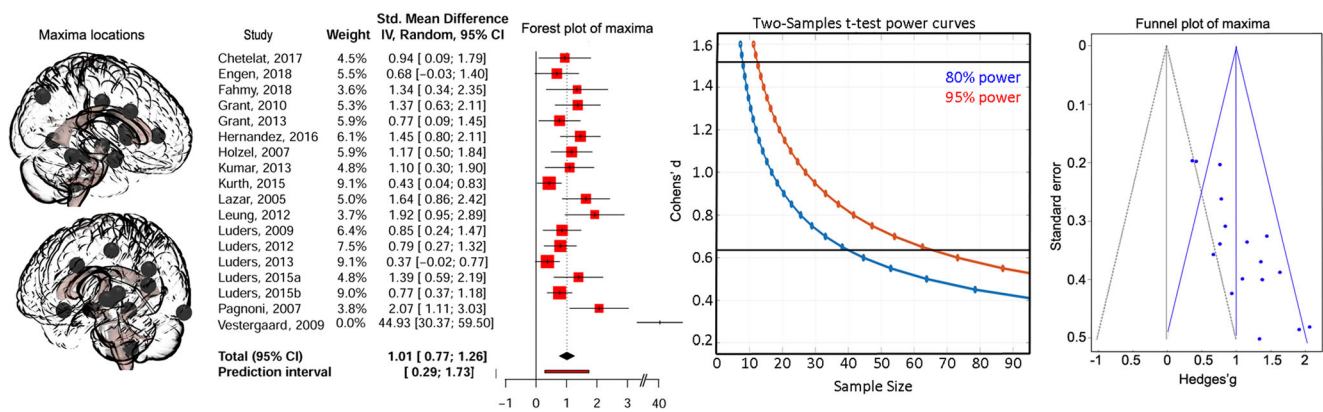 Maxima locations
Study Weight Std. Mean Difference IV, Random, 95% CI
Forest plot of maxima
Chetelat, 2017 4.5% 0.94 [ 0.09; 1.79]
Engen, 2018 5.5% 0.68 [−0.03; 1.40]
Fahmy, 2018 3.6% 1.34 [ 0.34; 2.35]
Grant, 2010 5.3% 1.37 [ 0.63; 2.11]
Grant, 2013 5.9% 0.77 [ 0.09; 1.45]
Hernandez, 2016 6.1% 1.45 [ 0.80; 2.11]
Holzel, 2007 5.9% 1.17 [ 0.50; 1.84]
Kumar, 2013 4.8% 1.10 [ 0.30; 1.90]
Kurth, 2015 9.1% 0.43 [ 0.04; 0.83]
Lazar, 2005 5.0% 1.64 [ 0.86; 2.42]
Leung, 2012 3.7% 1.92 [ 0.95; 2.89]
Luders, 2009 6.4% 0.85 [ 0.24; 1.47]
Luders, 2012 7.5% 0.79 [ 0.27; 1.32]
Luders, 2013 9.1% 0.37 [−0.02; 0.77]
Luders, 2015a 4.8% 1.39 [ 0.59; 2.19]
Luders, 2015b 9.0% 0.77 [ 0.37; 1.18]
Pagnoni, 2007 3.8% 2.07 [ 1.11; 3.03]
Vestergaard, 2009 0.0% 44.93 [30.37; 59.50]
Total (95% CI) 1.01 [ 0.77; 1.26]
Prediction interval [ 0.29; 1.73]
−1 0 1 2 3 40
Two-Samples t-test power curves
80% power
95% power
Cohens' d
1.6
1.4
1.2
1.0
0.8
0.6
0.4
0.2
0 10 20 30 40 50 60 70 80 90
Sample Size
Funnel plot of maxima
Standard error
0
0.1
0.2
0.3
0.4
0.5
-1 0.5 0 0.5 1 1.5 2
Hedges'g